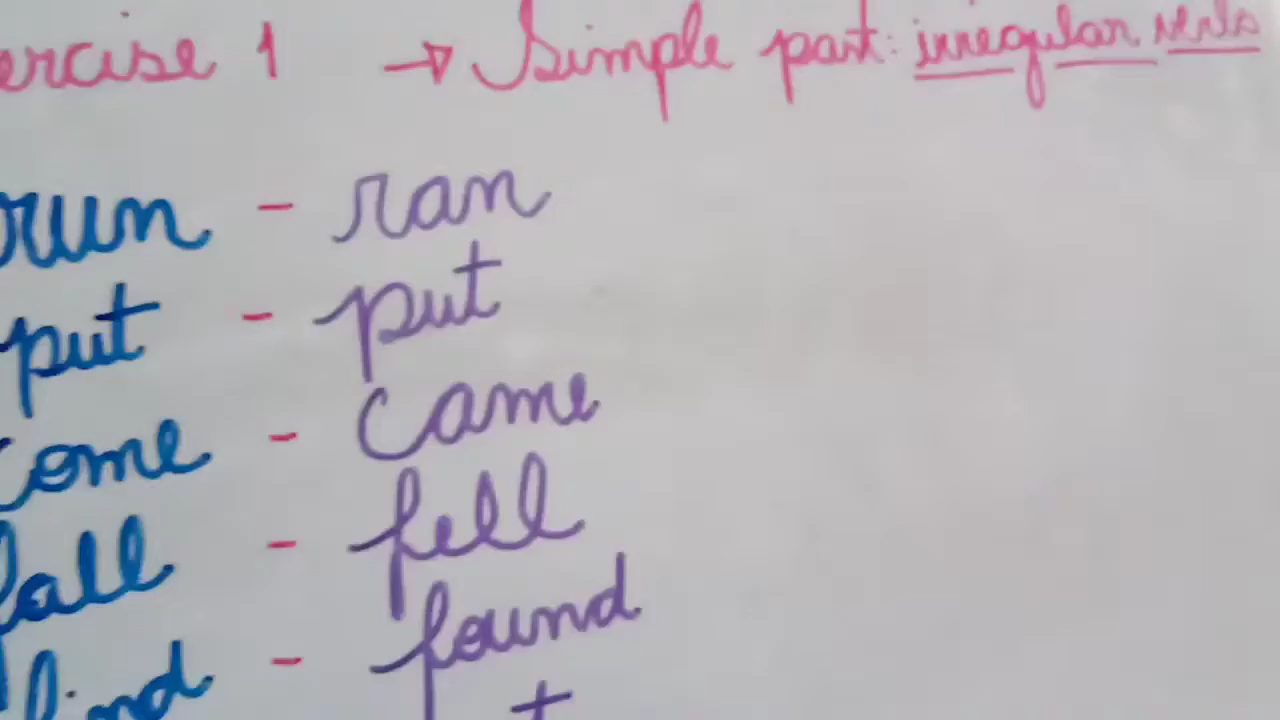 ercise 1 → Simple past: irregular verbs
run - ran
put - put
come - came
fall - fell
find - found